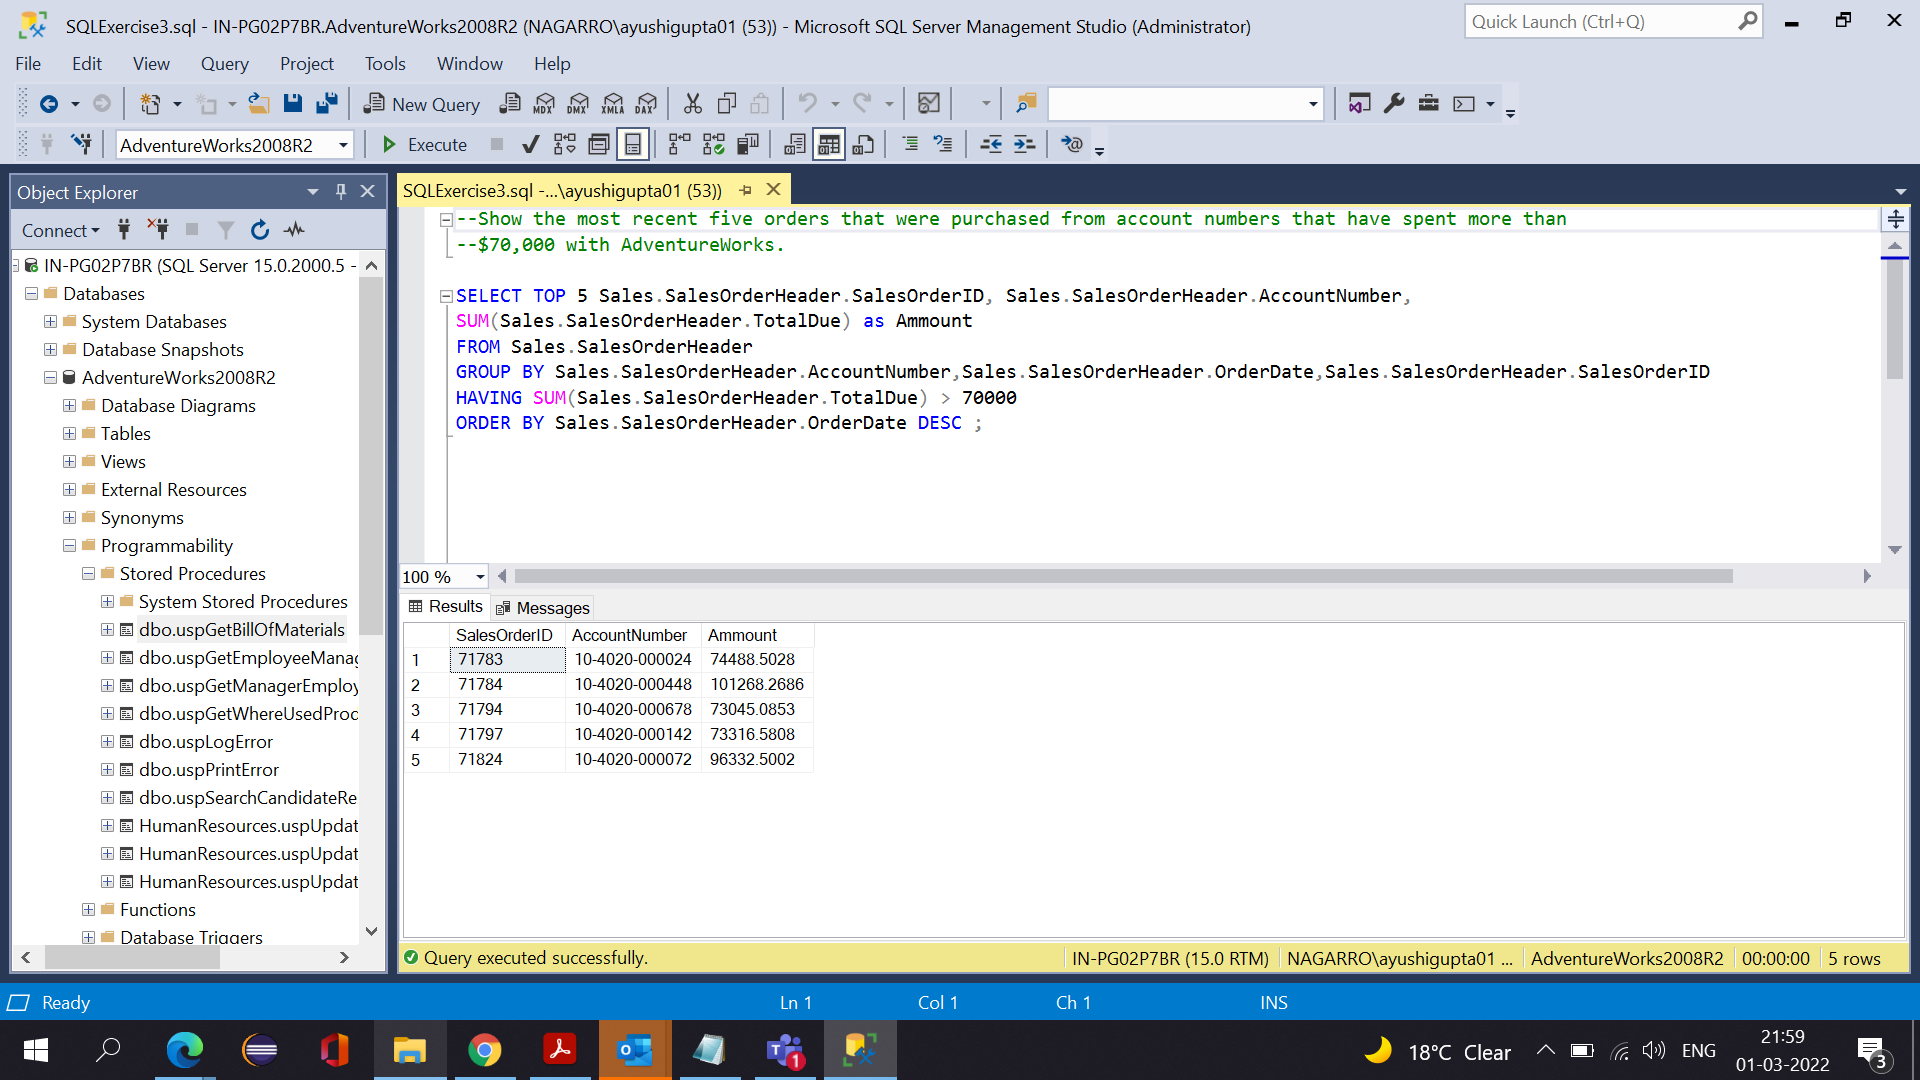 SQLExercise3.sql - IN-PG02P7BR.AdventureWorks2008R2 (NAGARRO\ayushigupta01 (53)) - Microsoft SQL Server Management Studio (Administrator)
Quick Launch (Ctrl+Q)
File Edit View Query Project Tools Window Help
New Query MDX DMX XMLA DAX
AdventureWorks2008R2 Execute
Object Explorer
Connect
IN-PG02P7BR (SQL Server 15.0.2000.5 -
Databases
System Databases
Database Snapshots
AdventureWorks2008R2
Database Diagrams
Tables
Views
External Resources
Synonyms
Programmability
Stored Procedures
System Stored Procedures
dbo.uspGetBillOfMaterials
dbo.uspGetEmployeeManag
dbo.uspGetManagerEmploy
dbo.uspGetWhereUsedProd
dbo.uspLogError
dbo.uspPrintError
dbo.uspSearchCandidateRe
HumanResources.uspUpdat
HumanResources.uspUpdat
HumanResources.uspUpdat
Functions
Database Triggers
SQLExercise3.sql -...\ayushigupta01 (53))
--Show the most recent five orders that were purchased from account numbers that have spent more than
--$70,000 with AdventureWorks.
SELECT TOP 5 Sales.SalesOrderHeader.SalesOrderID, Sales.SalesOrderHeader.AccountNumber,
SUM(Sales.SalesOrderHeader.TotalDue) as Ammount
FROM Sales.SalesOrderHeader
GROUP BY Sales.SalesOrderHeader.AccountNumber,Sales.SalesOrderHeader.OrderDate,Sales.SalesOrderHeader.SalesOrderID
HAVING SUM(Sales.SalesOrderHeader.TotalDue) > 70000
ORDER BY Sales.SalesOrderHeader.OrderDate DESC ;
100 %
Results Messages
SalesOrderID AccountNumber Ammount
1 71783 10-4020-000024 74488.5028
2 71784 10-4020-000448 101268.2686
3 71794 10-4020-000678 73045.0853
4 71797 10-4020-000142 73316.5808
5 71824 10-4020-000072 96332.5002
Query executed successfully. IN-PG02P7BR (15.0 RTM) NAGARRO\ayushigupta01 ... AdventureWorks2008R2 00:00:00 5 rows
Ready Ln 1 Col 1 Ch 1 INS
1
18°C Clear ENG
21:59
01-03-2022
3